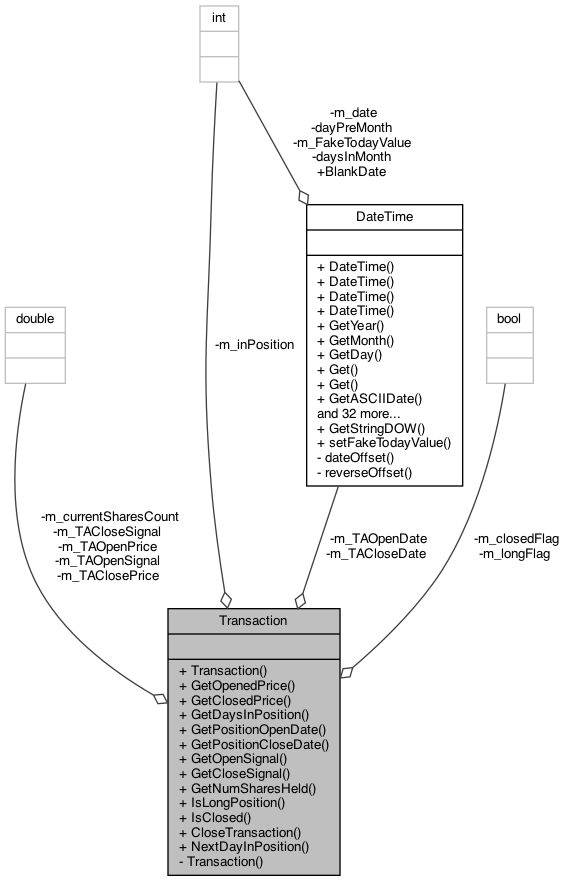 int
-m_date
-dayPreMonth
-m_FakeTodayValue
-daysInMonth
+BlankDate
DateTime
+ DateTime()
+ DateTime()
+ DateTime()
+ DateTime()
+ GetYear()
+ GetMonth()
+ GetDay()
+ Get()
+ Get()
+ GetASCIIDate()
and 32 more...
+ GetStringDOW()
+ setFakeTodayValue()
- dateOffset()
- reverseOffset()
double
bool
-m_inPosition
-m_currentSharesCount
-m_TACloseSignal
-m_TAOpenPrice
-m_TAOpenSignal
-m_TAClosePrice
-m_TAOpenDate
-m_TACloseDate
-m_closedFlag
-m_longFlag
Transaction
+ Transaction()
+ GetOpenedPrice()
+ GetClosedPrice()
+ GetDaysInPosition()
+ GetPositionOpenDate()
+ GetPositionCloseDate()
+ GetOpenSignal()
+ GetCloseSignal()
+ GetNumSharesHeld()
+ IsLongPosition()
+ IsClosed()
+ CloseTransaction()
+ NextDayInPosition()
- Transaction()